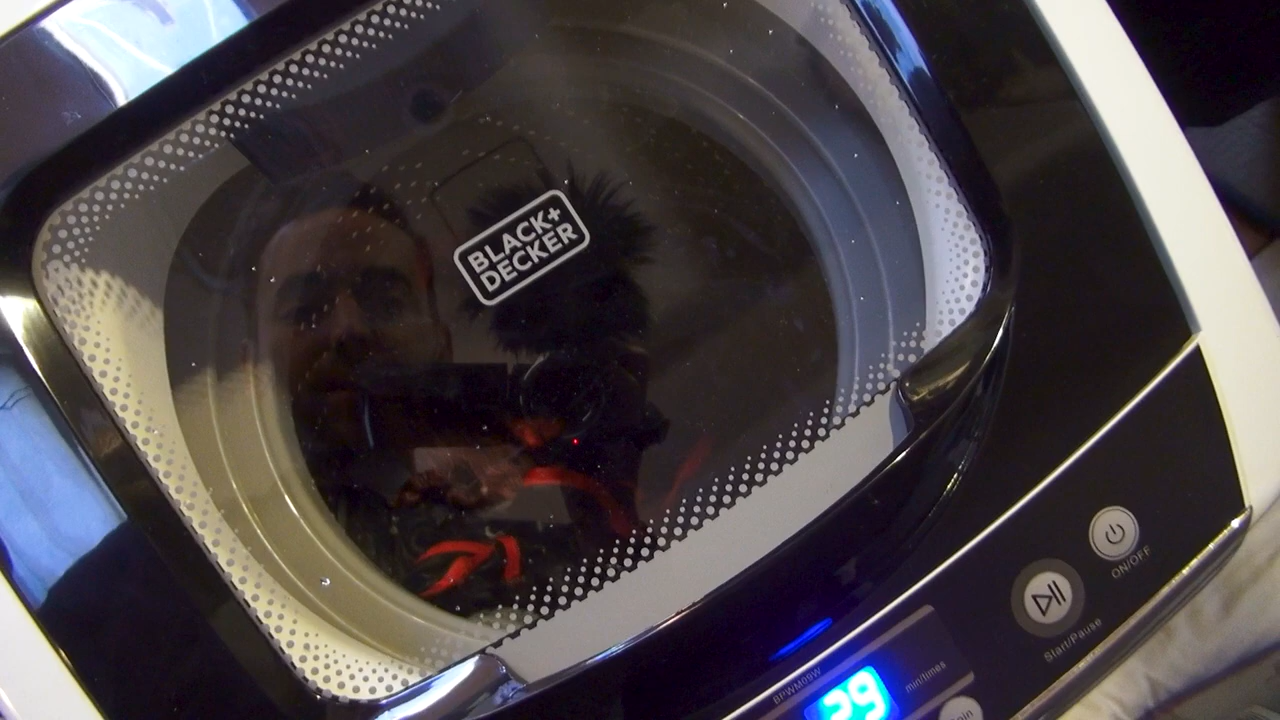 BLACK+
DECKER
ON/OFF
Start/Pause
BPWM09W
29
min/times